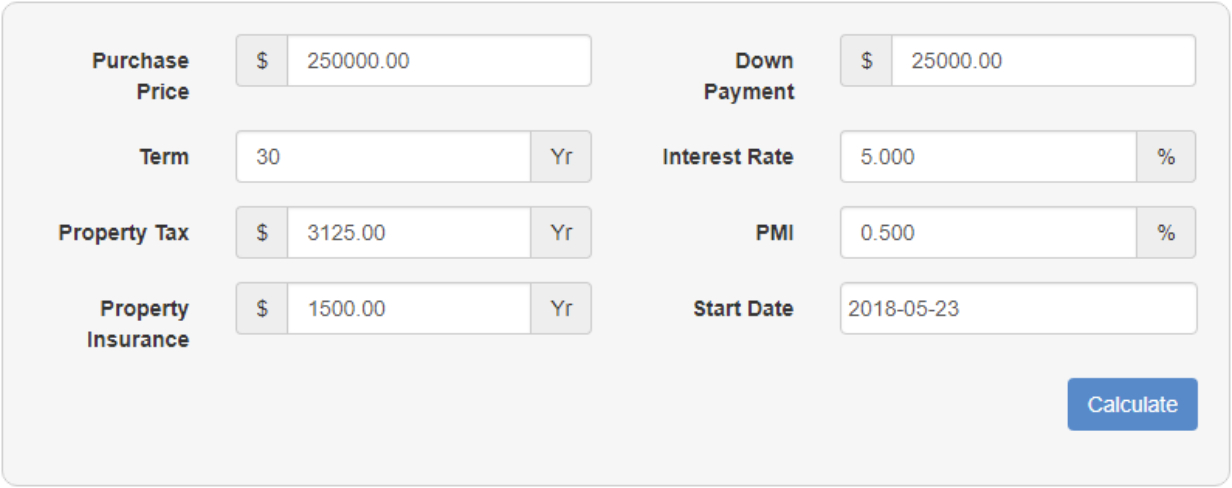 Purchase Price $ 250000.00
Down Payment $ 25000.00
Term 30 Yr
Interest Rate 5.000 %
Property Tax $ 3125.00 Yr
PMI 0.500 %
Property Insurance $ 1500.00 Yr
Start Date 2018-05-23
Calculate